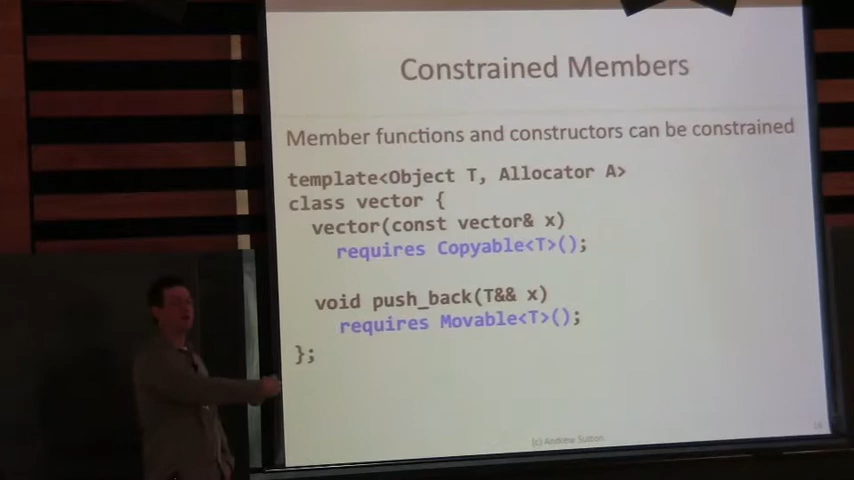 Constrained Members
Member functions and constructors can be constrained
template<Object T, Allocator A>
class vector {
vector(const vector& x)
requires Copyable<T>();
void push_back(T&& x)
requires Movable<T>();
};
(c) Andrew Sutton